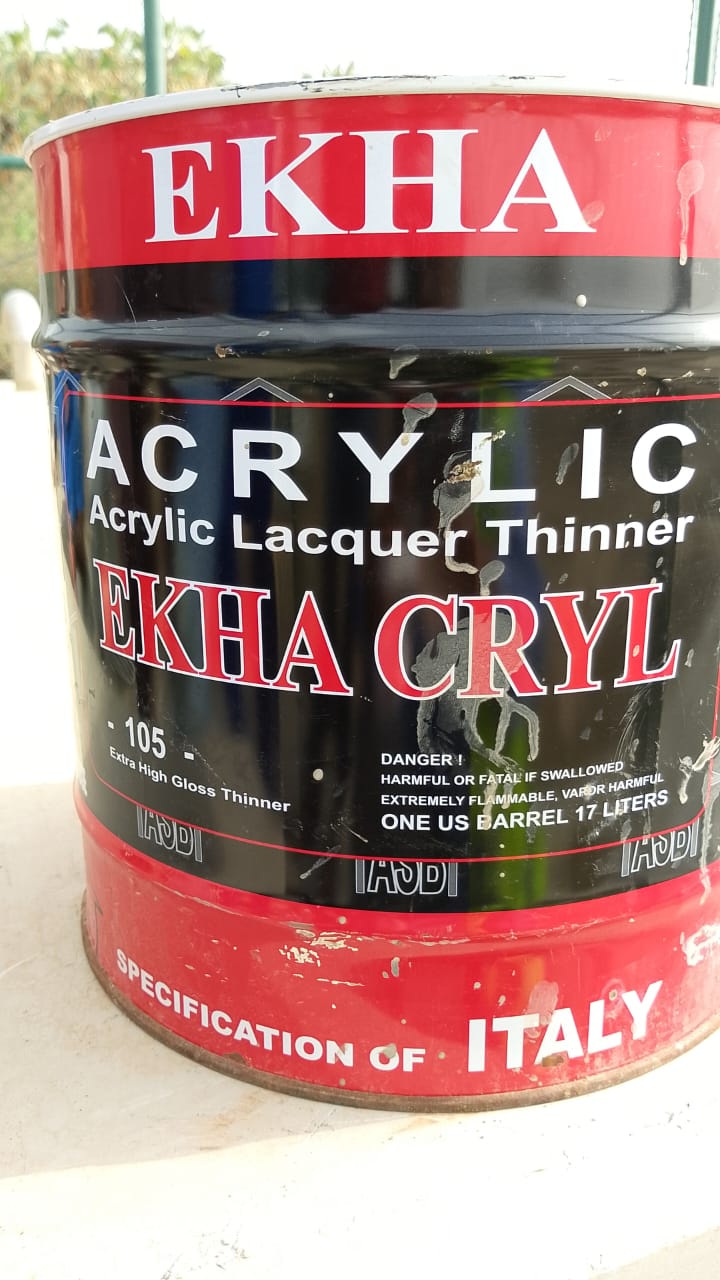 EKHA
ACRYLIC
Acrylic Lacquer Thinner
EKHA CRYL
- 105 -
Extra High Gloss Thinner
DANGER !
HARMFUL OR FATAL IF SWALLOWED
EXTREMELY FLAMMABLE, VAPOR HARMFUL
ONE US BARREL 17 LITERS
ASB
ASB
ASB
SPECIFICATION OF ITALY